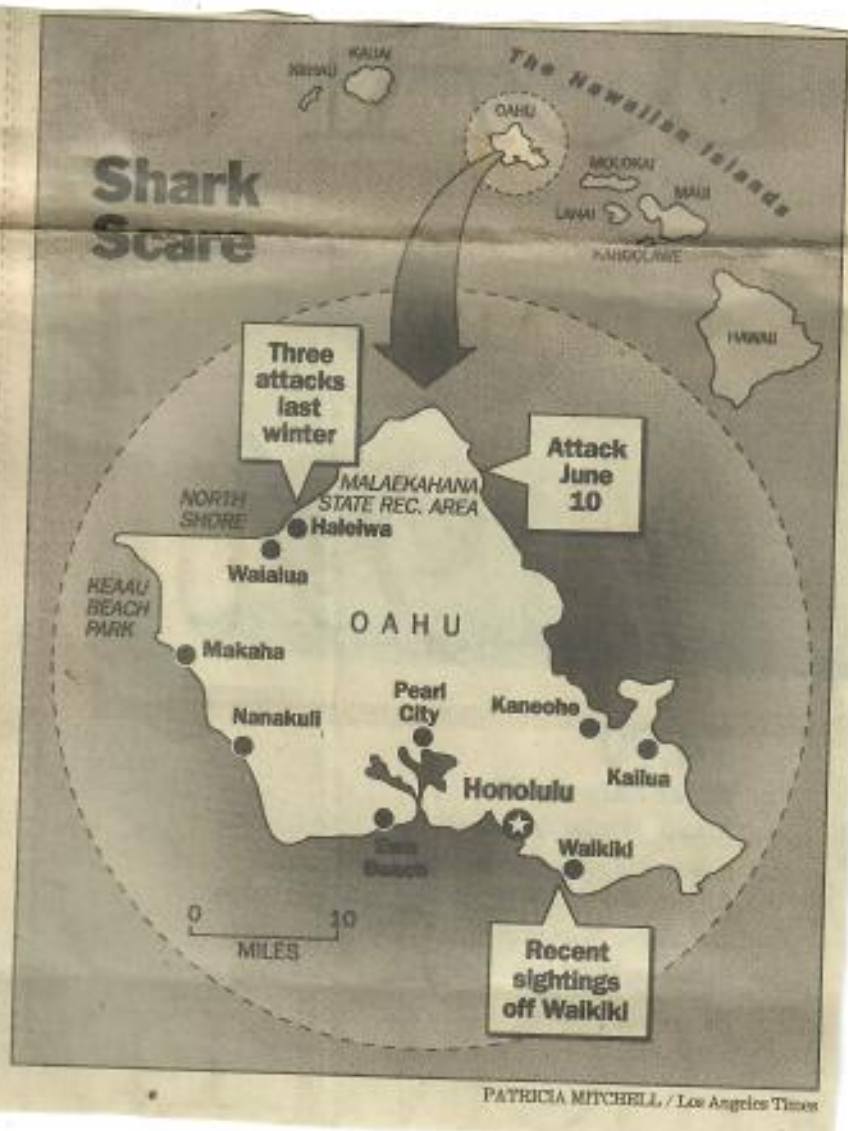 The Hawaiian Islands
KAUAI
NIIHAU
OAHU
MOLOKAI
MAUI
LANAI
KAHOOLAWE
HAWAII
Shark
Scare
Three
attacks
last
winter
Attack
June
10
MALAEKAHANA
STATE REC. AREA
NORTH
SHORE
Haleiwa
Waialua
KEAAU
BEACH
PARK
OAHU
Makaha
Pearl
City
Nanakuli
Kaneohe
Kailua
Honolulu
Ewa
Beach
Waikiki
0 10
MILES
Recent
sightings
off Waikiki
PATRICIA MITCHELL / Los Angeles Times